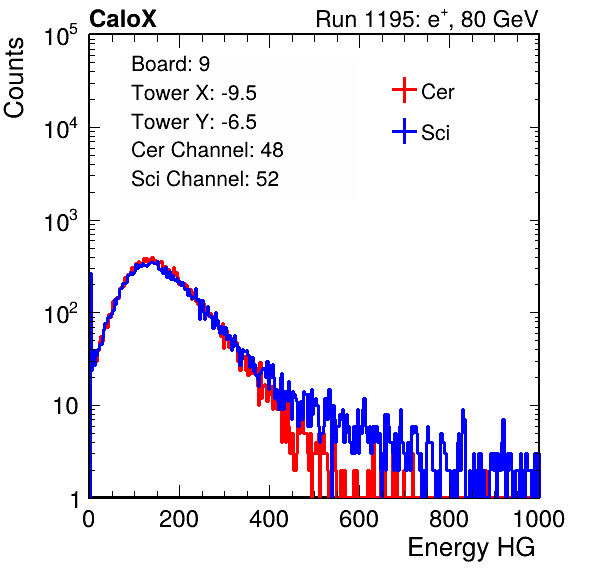 CaloX Run 1195: e⁺, 80 GeV
Counts
10⁵
10⁴
10³
10²
10
1
Board: 9
Tower X: -9.5
Tower Y: -6.5
Cer Channel: 48
Sci Channel: 52
Cer
Sci
0 200 400 600 800 1000
Energy HG